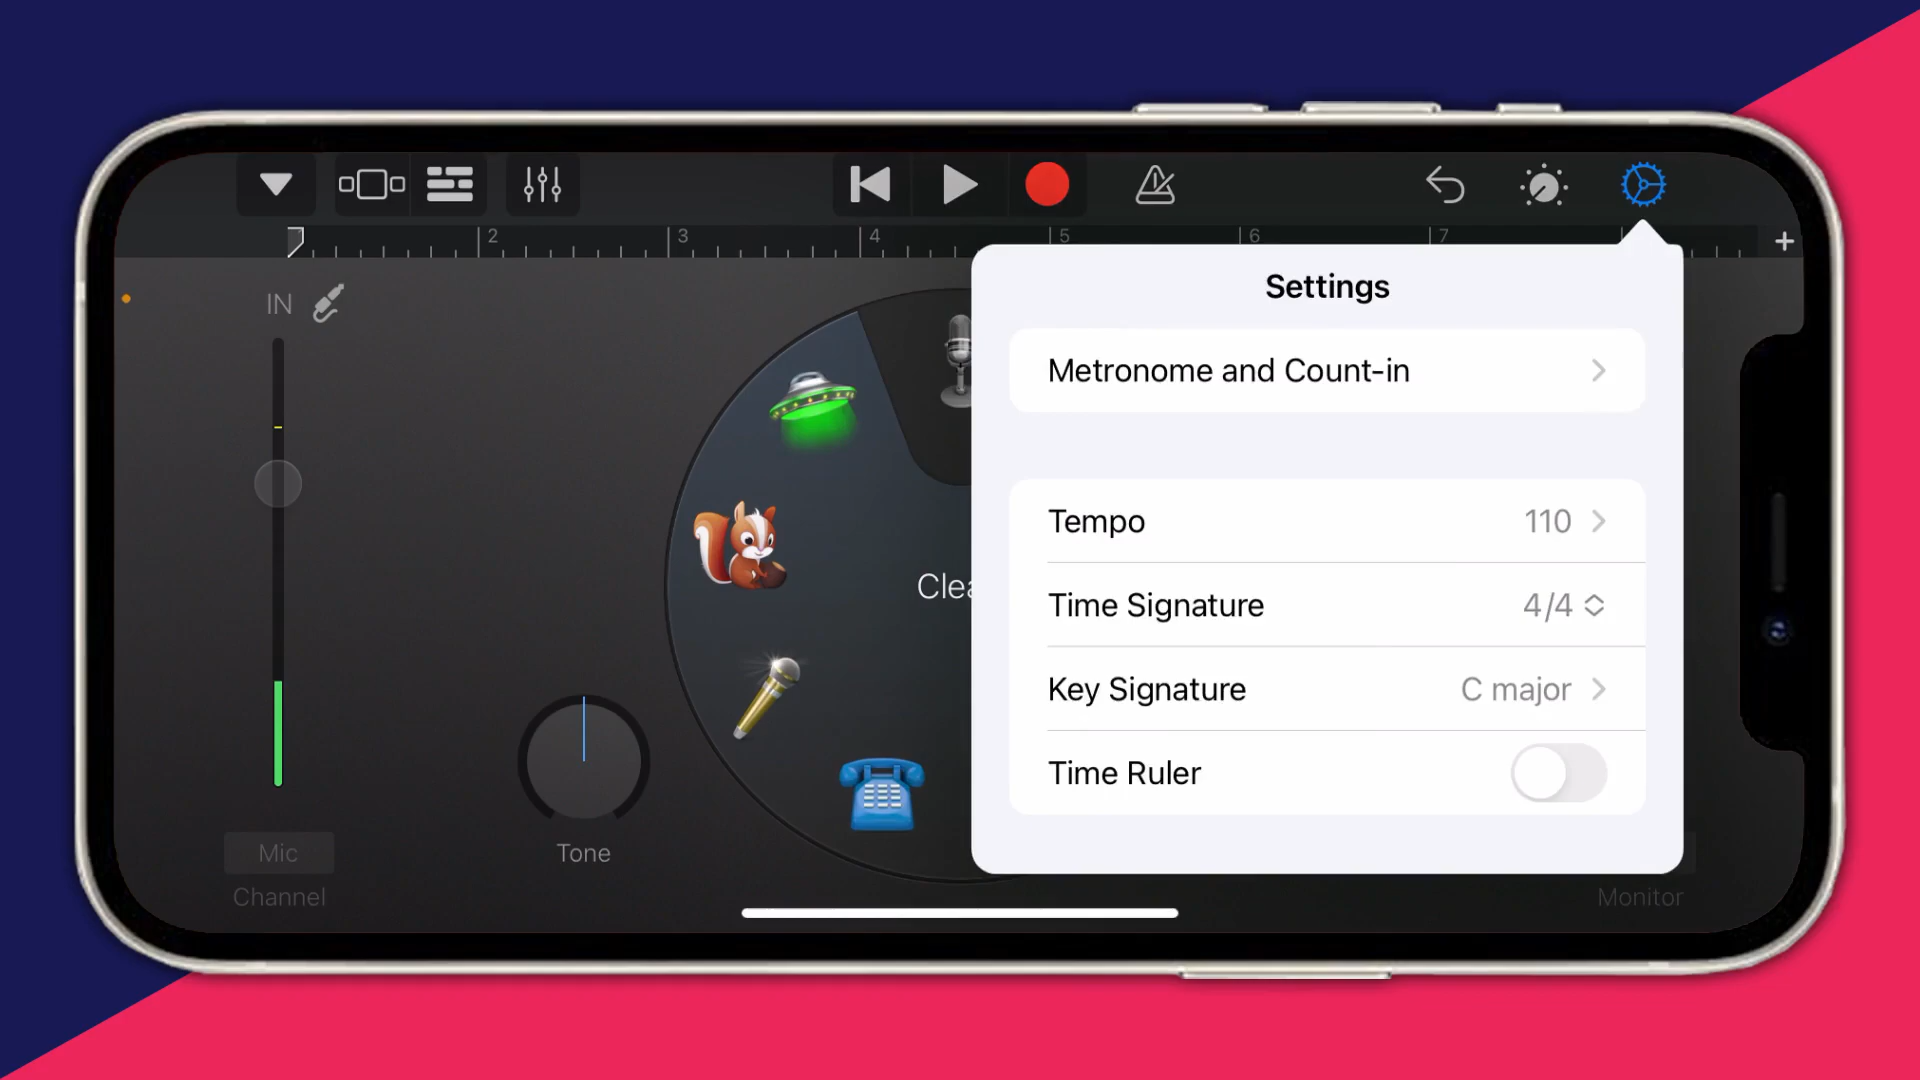 2 3 4 5 6 7
IN
Settings
Metronome and Count-in
Tempo 110
Time Signature 4/4
Key Signature C major
Time Ruler
Clea
Tone
Mic
Channel
Monitor